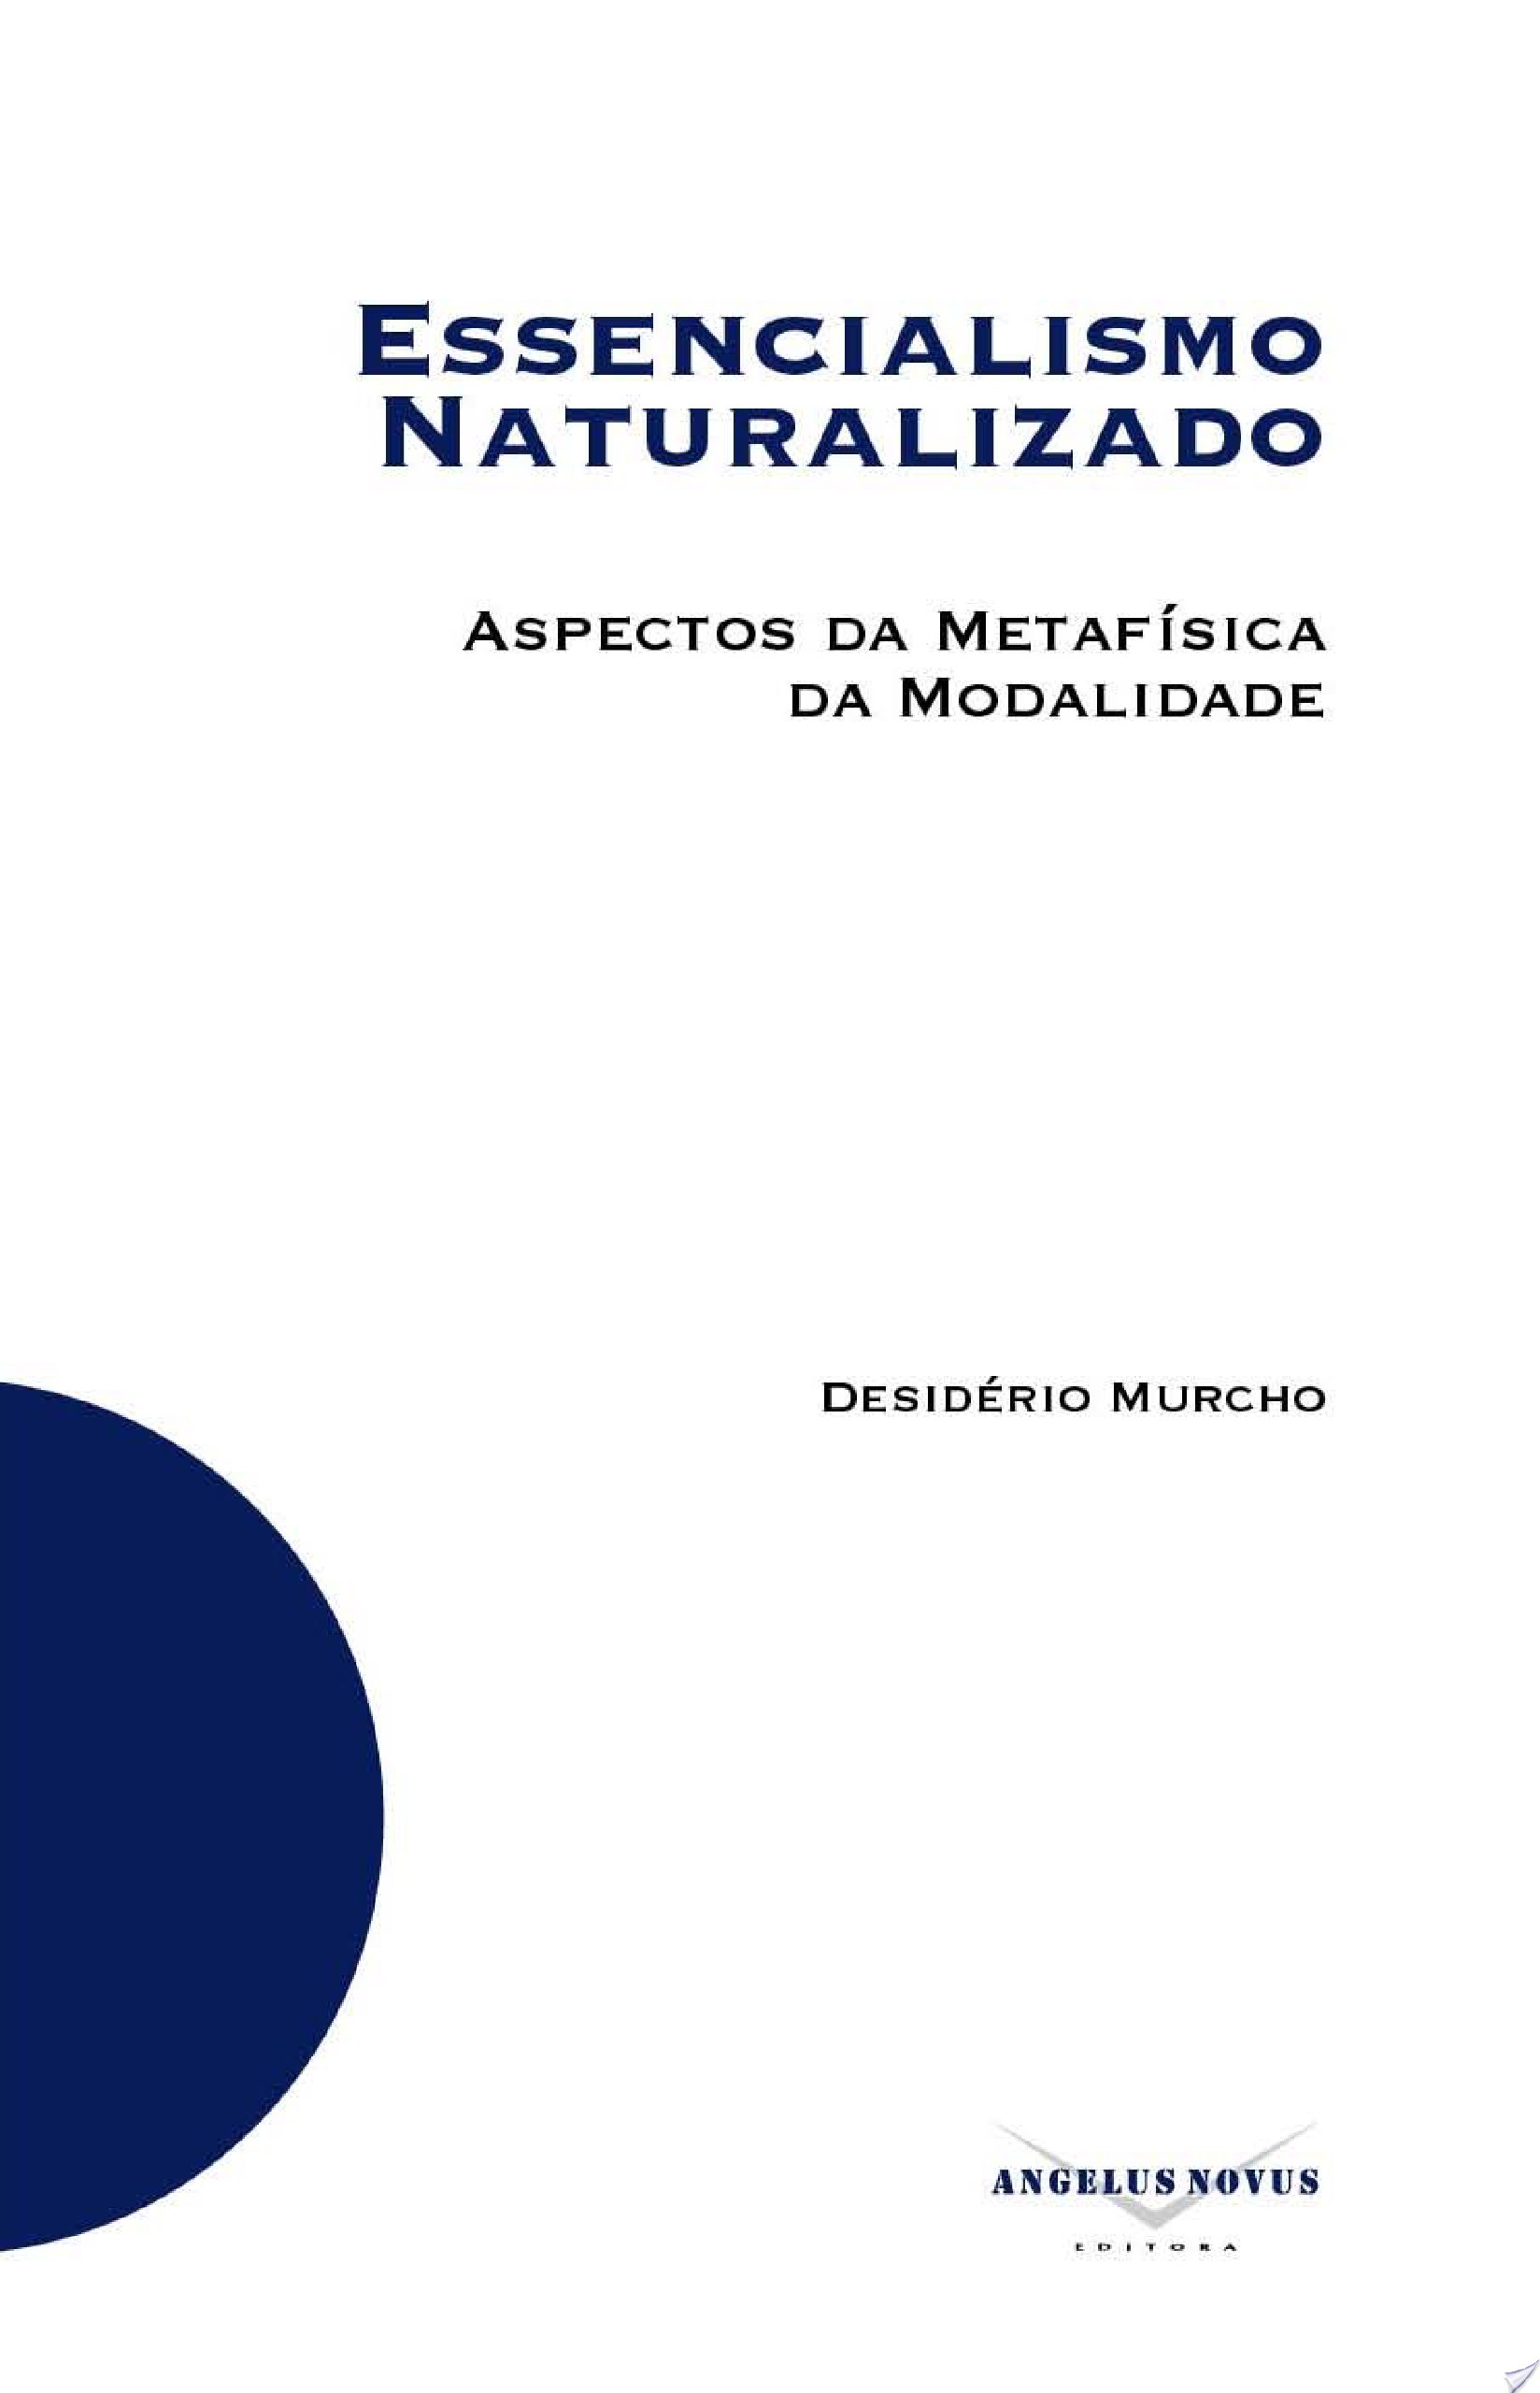 Essencialismo
Naturalizado
Aspectos da Metafísica
da Modalidade
Desidério Murcho
ANGELUS NOVUS
EDITORA